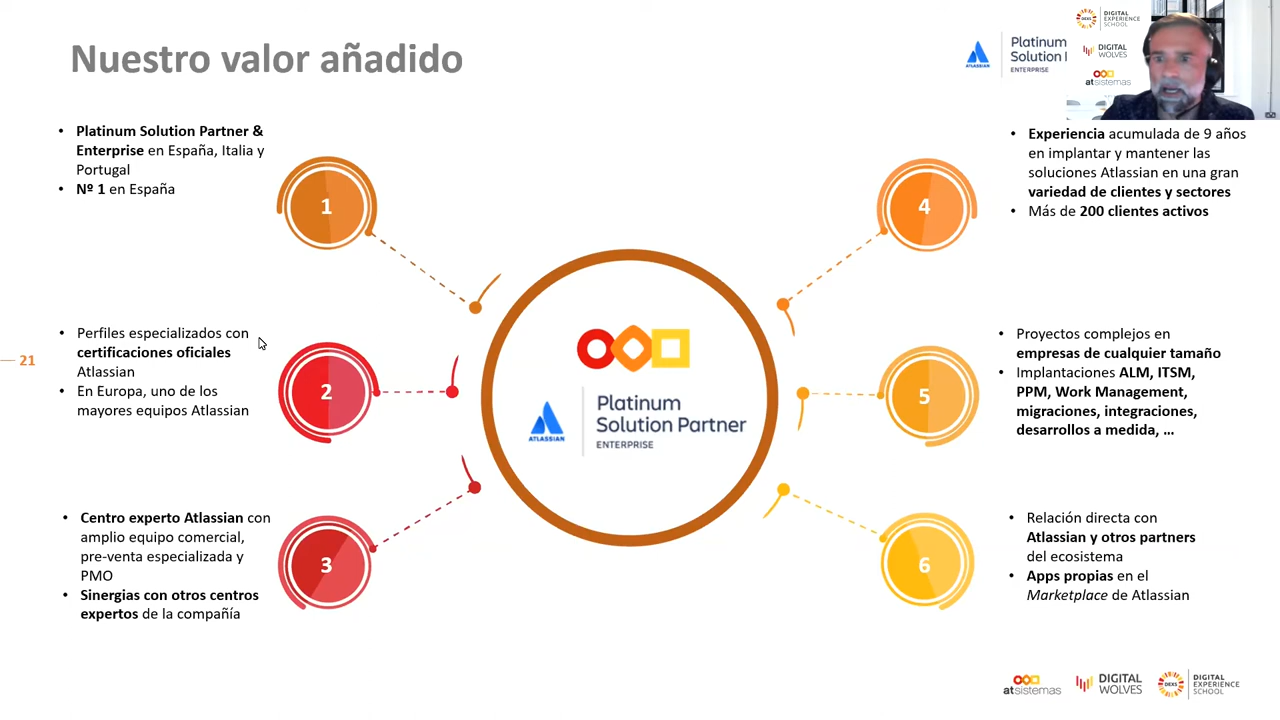 Nuestro valor añadido
ATLASSIAN
Platinum
Solution
ENTERPRISE
DEXS
DIGITAL
EXPERIENCE
SCHOOL
DIGITAL
WOLVES
atsistemas
• Platinum Solution Partner &
Enterprise en España, Italia y
Portugal
• Nº 1 en España
1
• Perfiles especializados con
certificaciones oficiales
Atlassian
• En Europa, uno de los
mayores equipos Atlassian
2
21
• Centro experto Atlassian con
amplio equipo comercial,
pre-venta especializada y
PMO
• Sinergias con otros centros
expertos de la compañía
3
ATLASSIAN
Platinum
Solution Partner
ENTERPRISE
4
• Experiencia acumulada de 9 años
en implantar y mantener las
soluciones Atlassian en una gran
variedad de clientes y sectores
• Más de 200 clientes activos
5
• Proyectos complejos en
empresas de cualquier tamaño
• Implantaciones ALM, ITSM,
PPM, Work Management,
migraciones, integraciones,
desarrollos a medida, ...
6
• Relación directa con
Atlassian y otros partners
del ecosistema
• Apps propias en el
Marketplace de Atlassian
atsistemas
DIGITAL
WOLVES
DEXS
DIGITAL
EXPERIENCE
SCHOOL